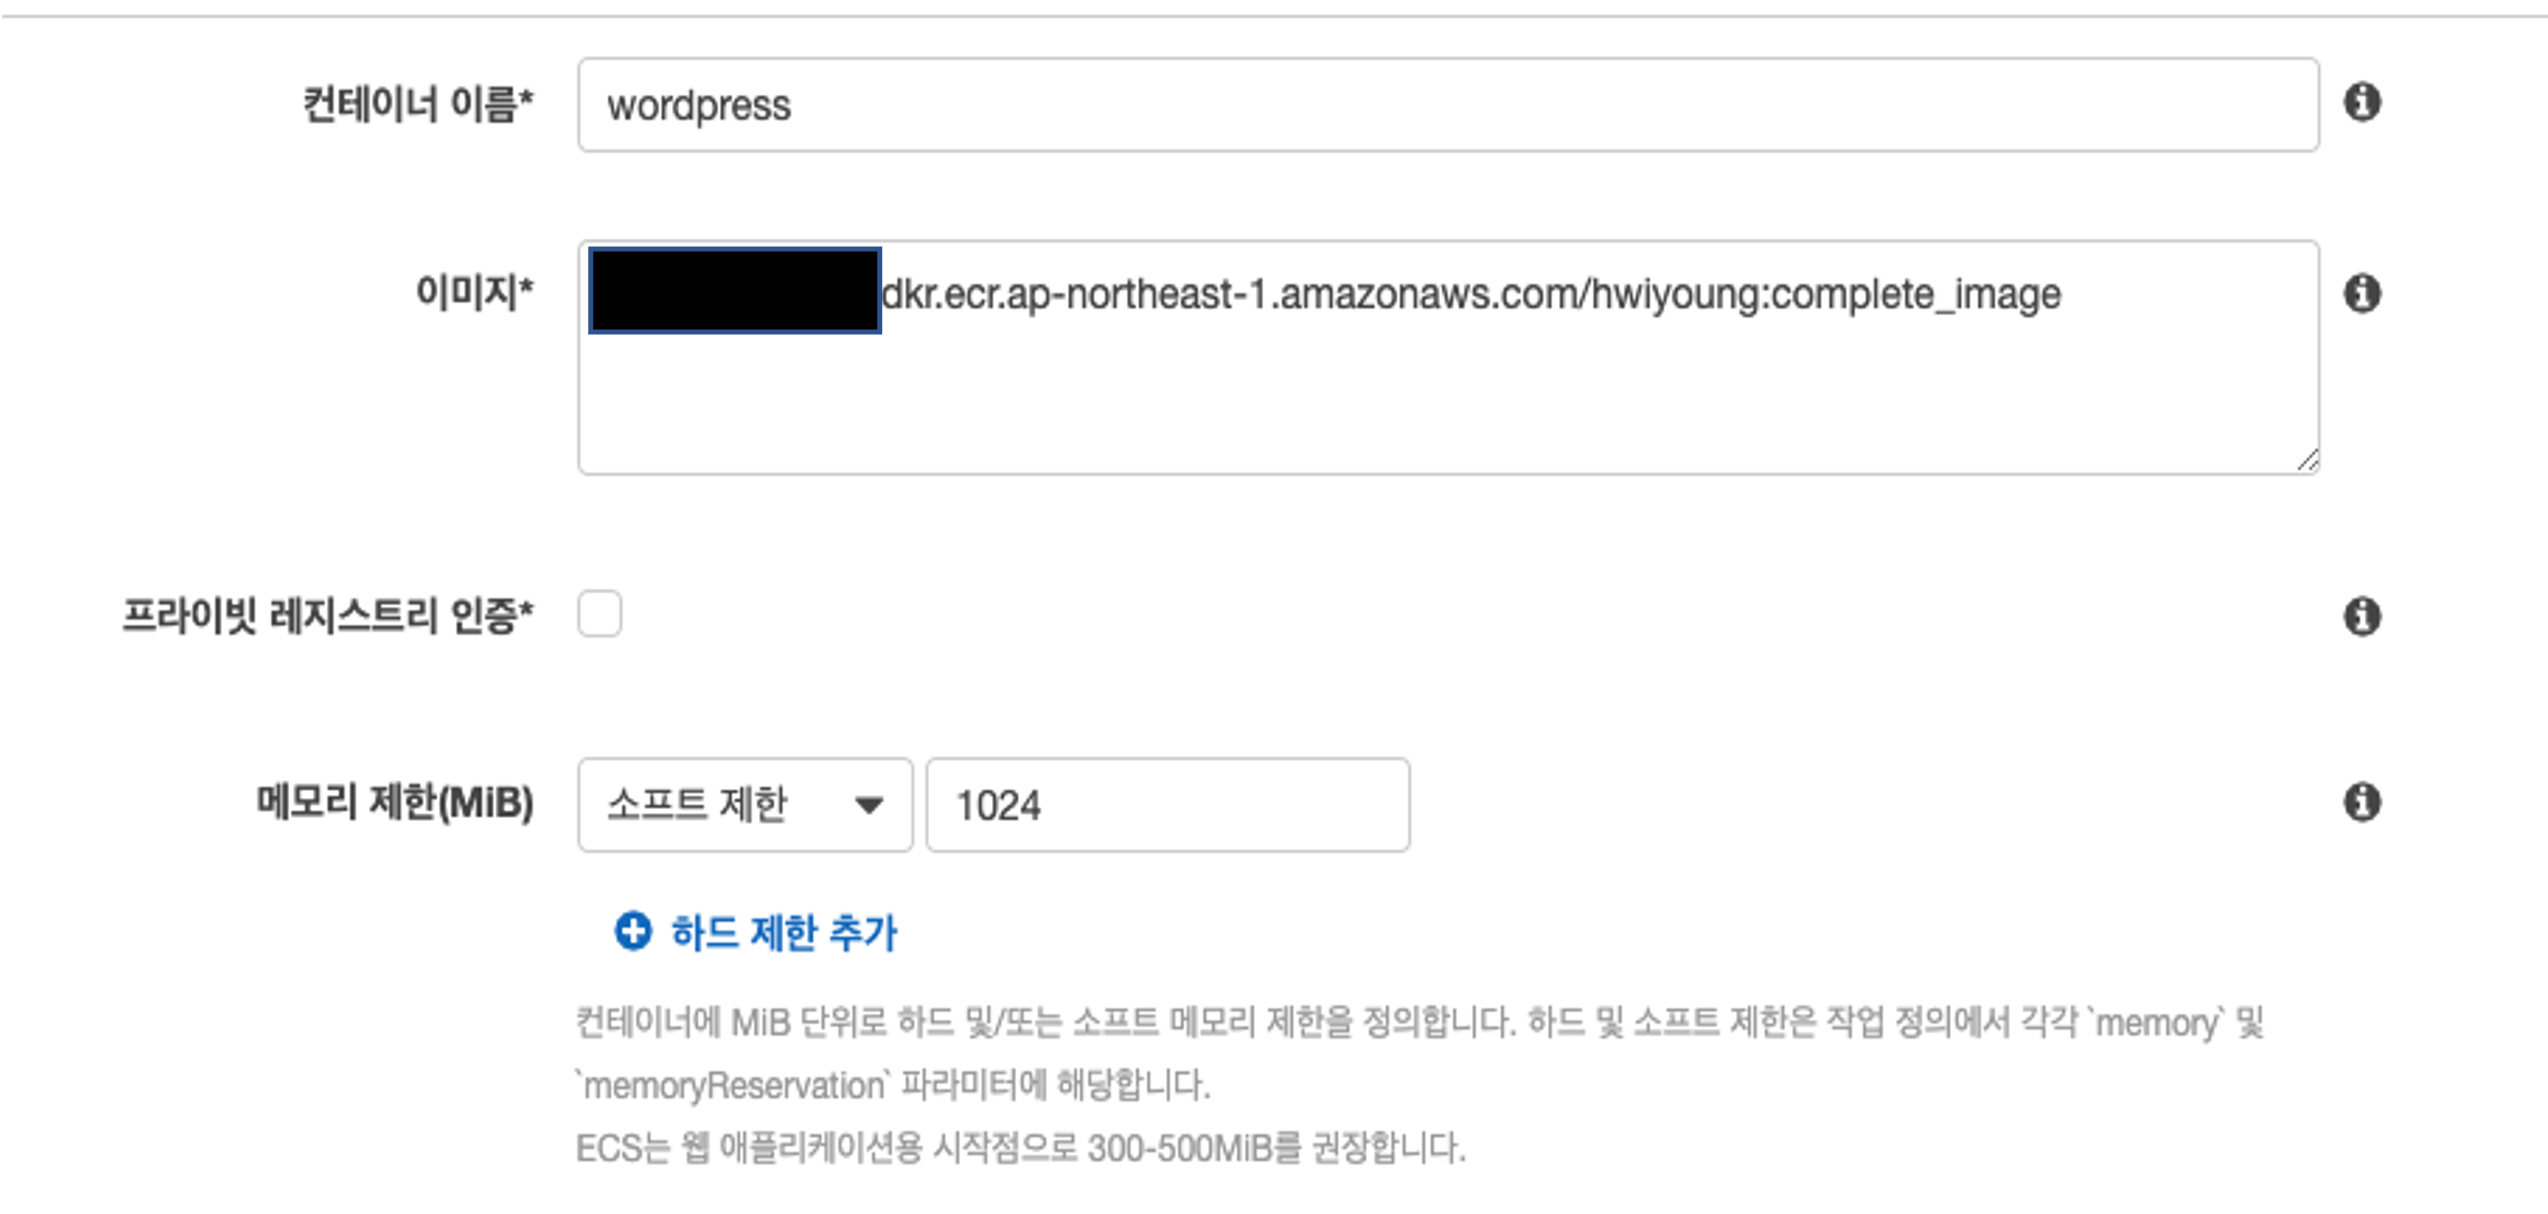 컨테이너 이름* wordpress
이미지* dkr.ecr.ap-northeast-1.amazonaws.com/hwiyoung:complete_image
프라이빗 레지스트리 인증*
메모리 제한(MiB) 소프트 제한 1024
하드 제한 추가
컨테이너에 MiB 단위로 하드 및/또는 소프트 메모리 제한을 정의합니다. 하드 및 소프트 제한은 작업 정의에서 각각 `memory` 및
`memoryReservation` 파라미터에 해당합니다.
ECS는 웹 애플리케이션용 시작점으로 300-500MiB를 권장합니다.